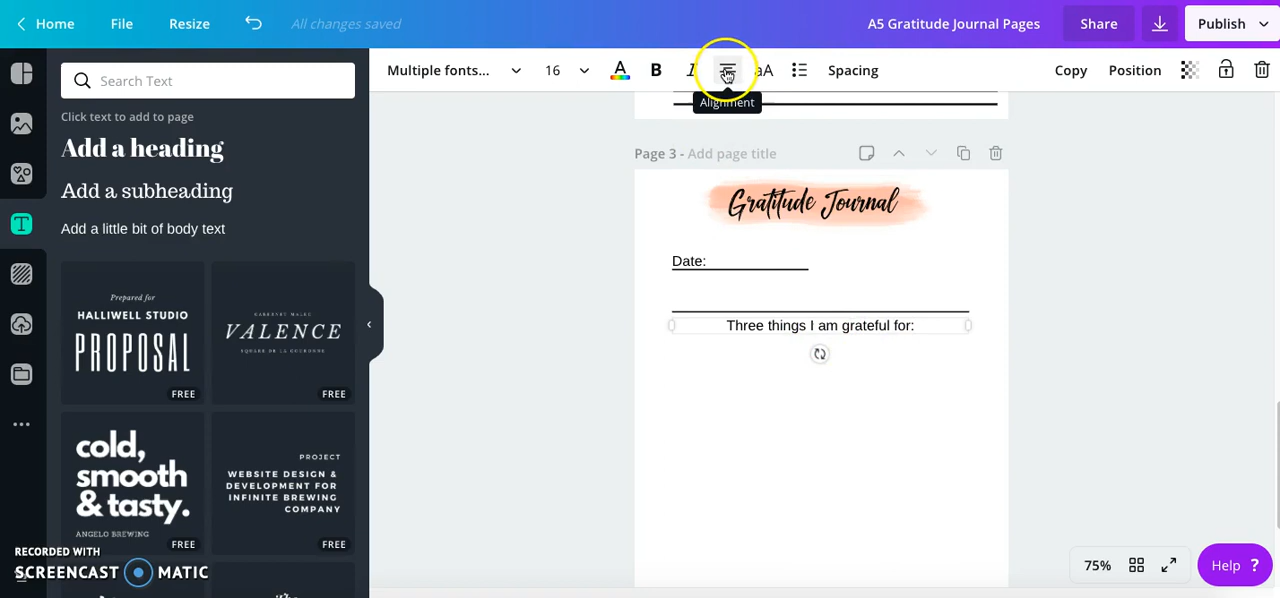 Home File Resize All changes saved A5 Gratitude Journal Pages Share Publish
Search Text
Multiple fonts... 16 A B I aA Spacing Copy Position
Alignment
Click text to add to page
Add a heading
Add a subheading
Add a little bit of body text
Prepared for
HALLIWELL STUDIO
PROPOSAL
FREE
VALENCE
FREE
cold,
smooth
& tasty.
ANGELO BREWING
FREE
PROJECT
WEBSITE DESIGN &
DEVELOPMENT FOR
INFINITE BREWING
COMPANY
FREE
Page 3 - Add page title
Gratitude Journal
Date:
Three things I am grateful for:
RECORDED WITH
SCREENCAST MATIC
75% Help ?